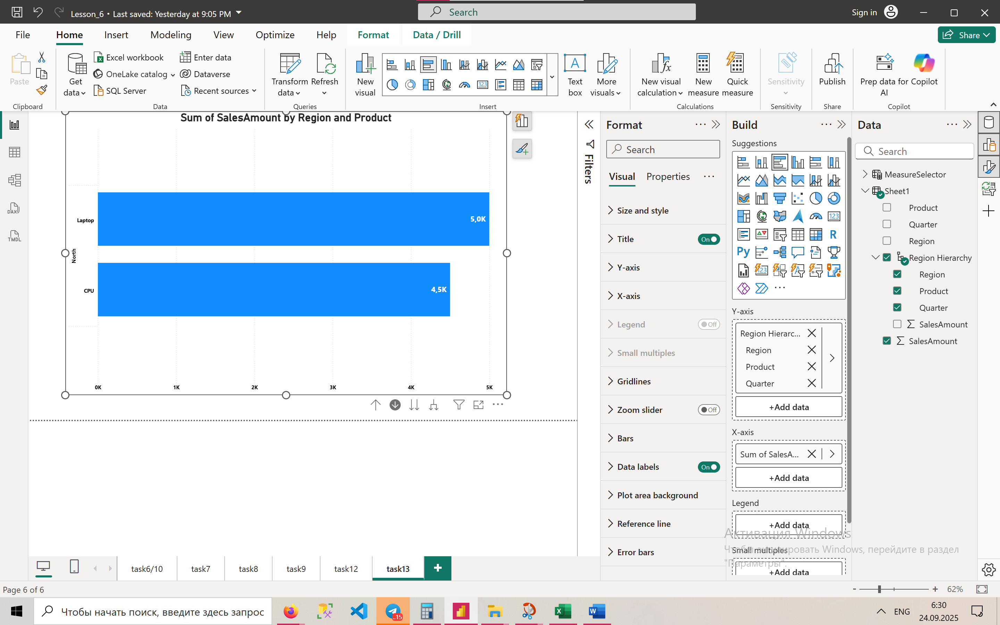 Lesson_6 • Last saved: Yesterday at 9:05 PM
Search
Sign in
File Home Insert Modeling View Optimize Help Format Data / Drill
Share
Paste
Clipboard
Get data
Excel workbook
OneLake catalog
SQL Server
Enter data
Dataverse
Recent sources
Data
Transform data
Refresh
Queries
New visual
Text box
More visuals
Insert
New visual calculation
New measure
Quick measure
Calculations
Sensitivity
Sensitivity
Publish
Share
Prep data for AI
Copilot
Copilot
DAX
TMDL
Sum of SalesAmount by Region and Product
North
Laptop
5,0K
CPU
4,5K
0K 1K 2K 3K 4K 5K
Filters
Format
Search
Visual Properties
Size and style
Title On
Y-axis
X-axis
Legend Off
Small multiples
Gridlines
Zoom slider Off
Bars
Data labels On
Plot area background
Reference line
Error bars
Build
Suggestions
123
R
Py
123
Y-axis
Region Hierarc...
Region
Product
Quarter
+Add data
X-axis
Sum of SalesA...
+Add data
Legend
+Add data
Small multiples
+Add data
Data
Search
MeasureSelector
Sheet1
Product
Quarter
Region
Region Hierarchy
Region
Product
Quarter
SalesAmount
SalesAmount
Активация Windows
Чтобы активировать Windows, перейдите в раздел
"Параметры".
task6/10 task7 task8 task9 task12 task13
Page 6 of 6
62%
Чтобы начать поиск, введите здесь запрос
..15
ENG
6:30
24.09.2025